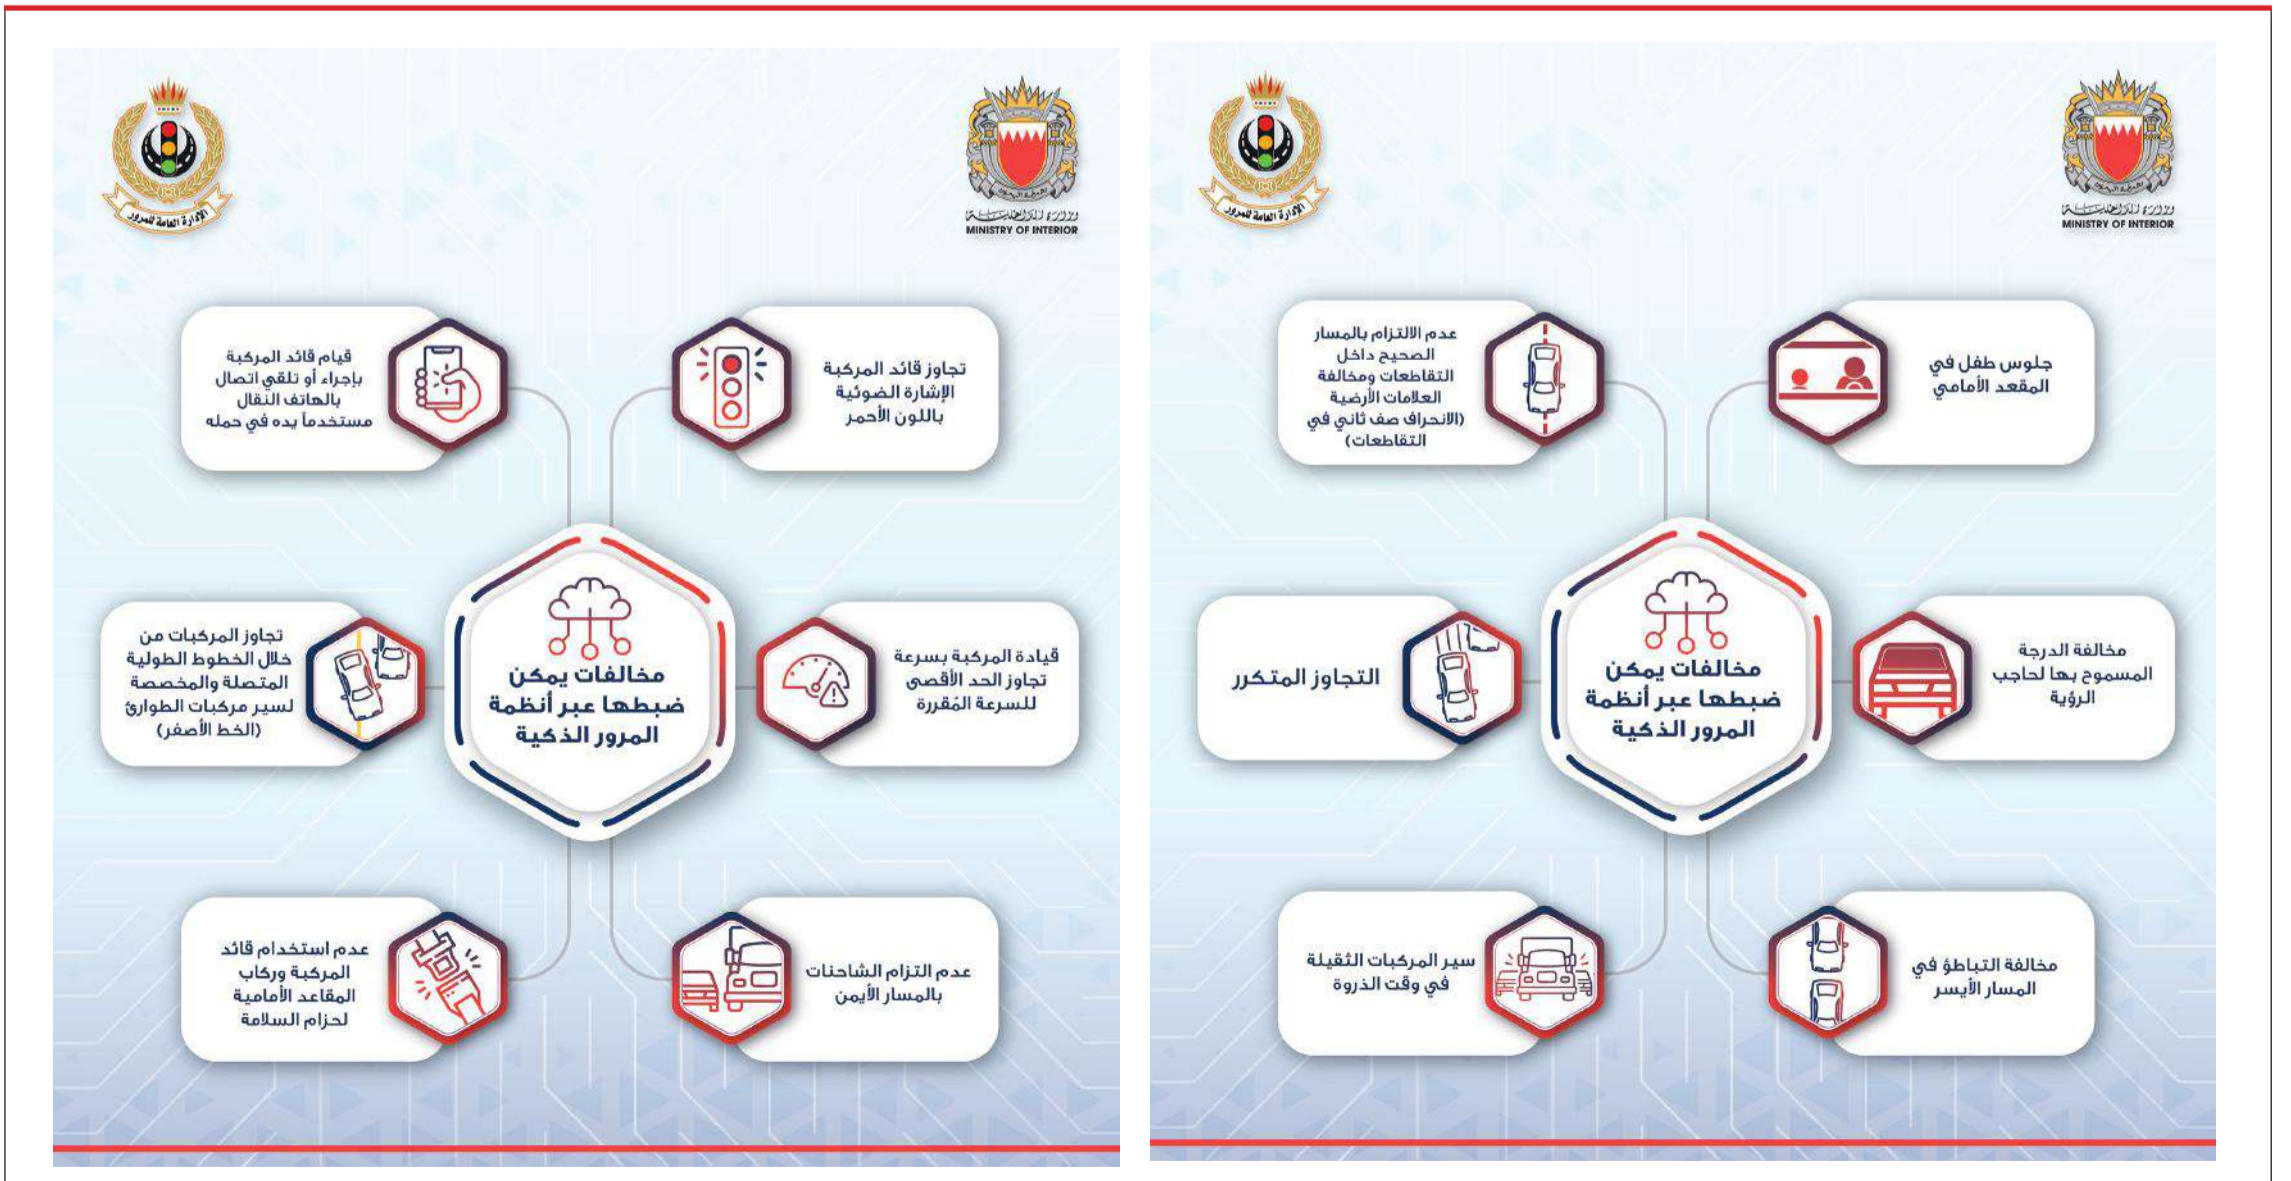 وزارة الداخلية
MINISTRY OF INTERIOR
الإدارة العامة للمرور
جلوس طفل في
المقعد الأمامي
عدم الالتزام بالمسار
الصحيح داخل
التقاطعات ومخالفة
العلامات الأرضية
(الانحراف صف ثاني في
التقاطعات)
مخالفات يمكن
ضبطها عبر أنظمة
المرور الذكية
مخالفة الدرجة
المسموح بها لحاجب
الرؤية
التجاوز المتكرر
مخالفة التباطؤ في
المسار الأيسر
سير المركبات الثقيلة
في وقت الذروة
وزارة الداخلية
MINISTRY OF INTERIOR
الإدارة العامة للمرور
تجاوز قائد المركبة
الإشارة الضوئية
باللون الأحمر
قيام قائد المركبة
بإجراء أو تلقي اتصال
بالهاتف النقال
مستخدماً يده في حمله
مخالفات يمكن
ضبطها عبر أنظمة
المرور الذكية
قيادة المركبة بسرعة
تجاوز الحد الأقصى
للسرعة المُقررة
تجاوز المركبات من
خلال الخطوط الطولية
المتصلة والمخصصة
لسير مركبات الطوارئ
(الخط الأصفر)
عدم التزام الشاحنات
بالمسار الأيمن
عدم استخدام قائد
المركبة وركاب
المقاعد الأمامية
لحزام السلامة